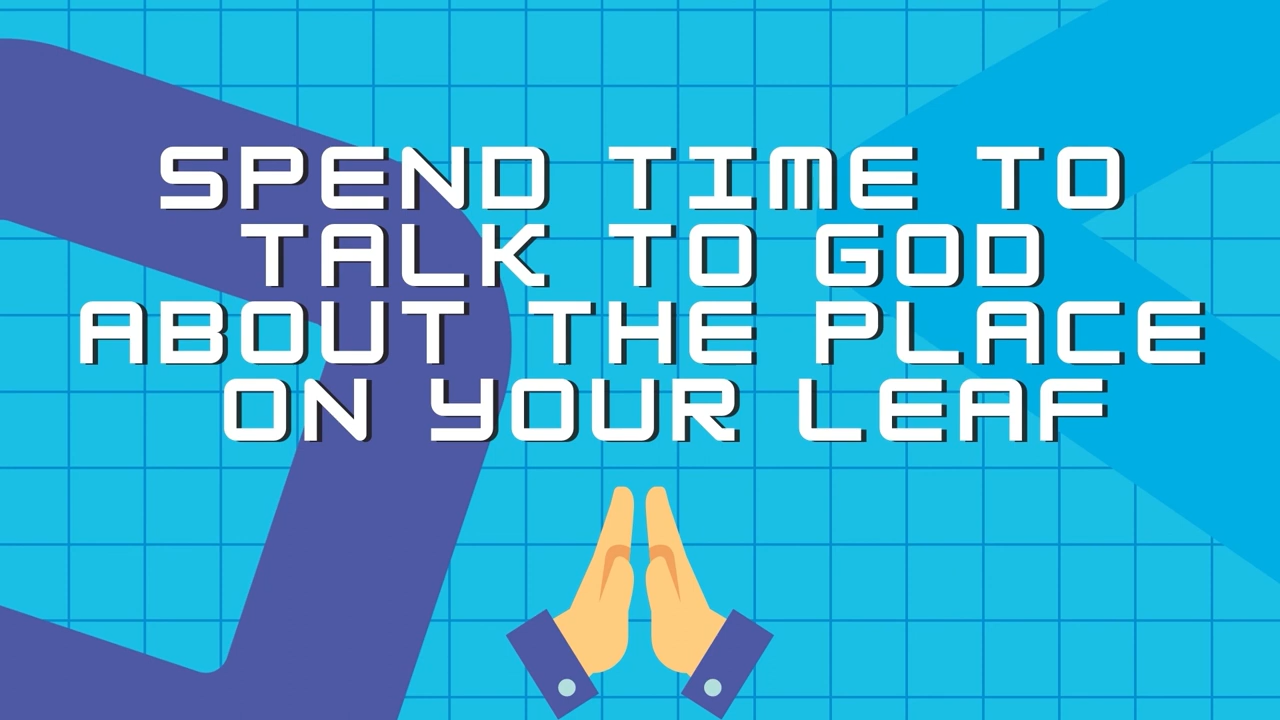 SPEND TIME TO
TALK TO GOD
ABOUT THE PLACE
ON YOUR LEAF